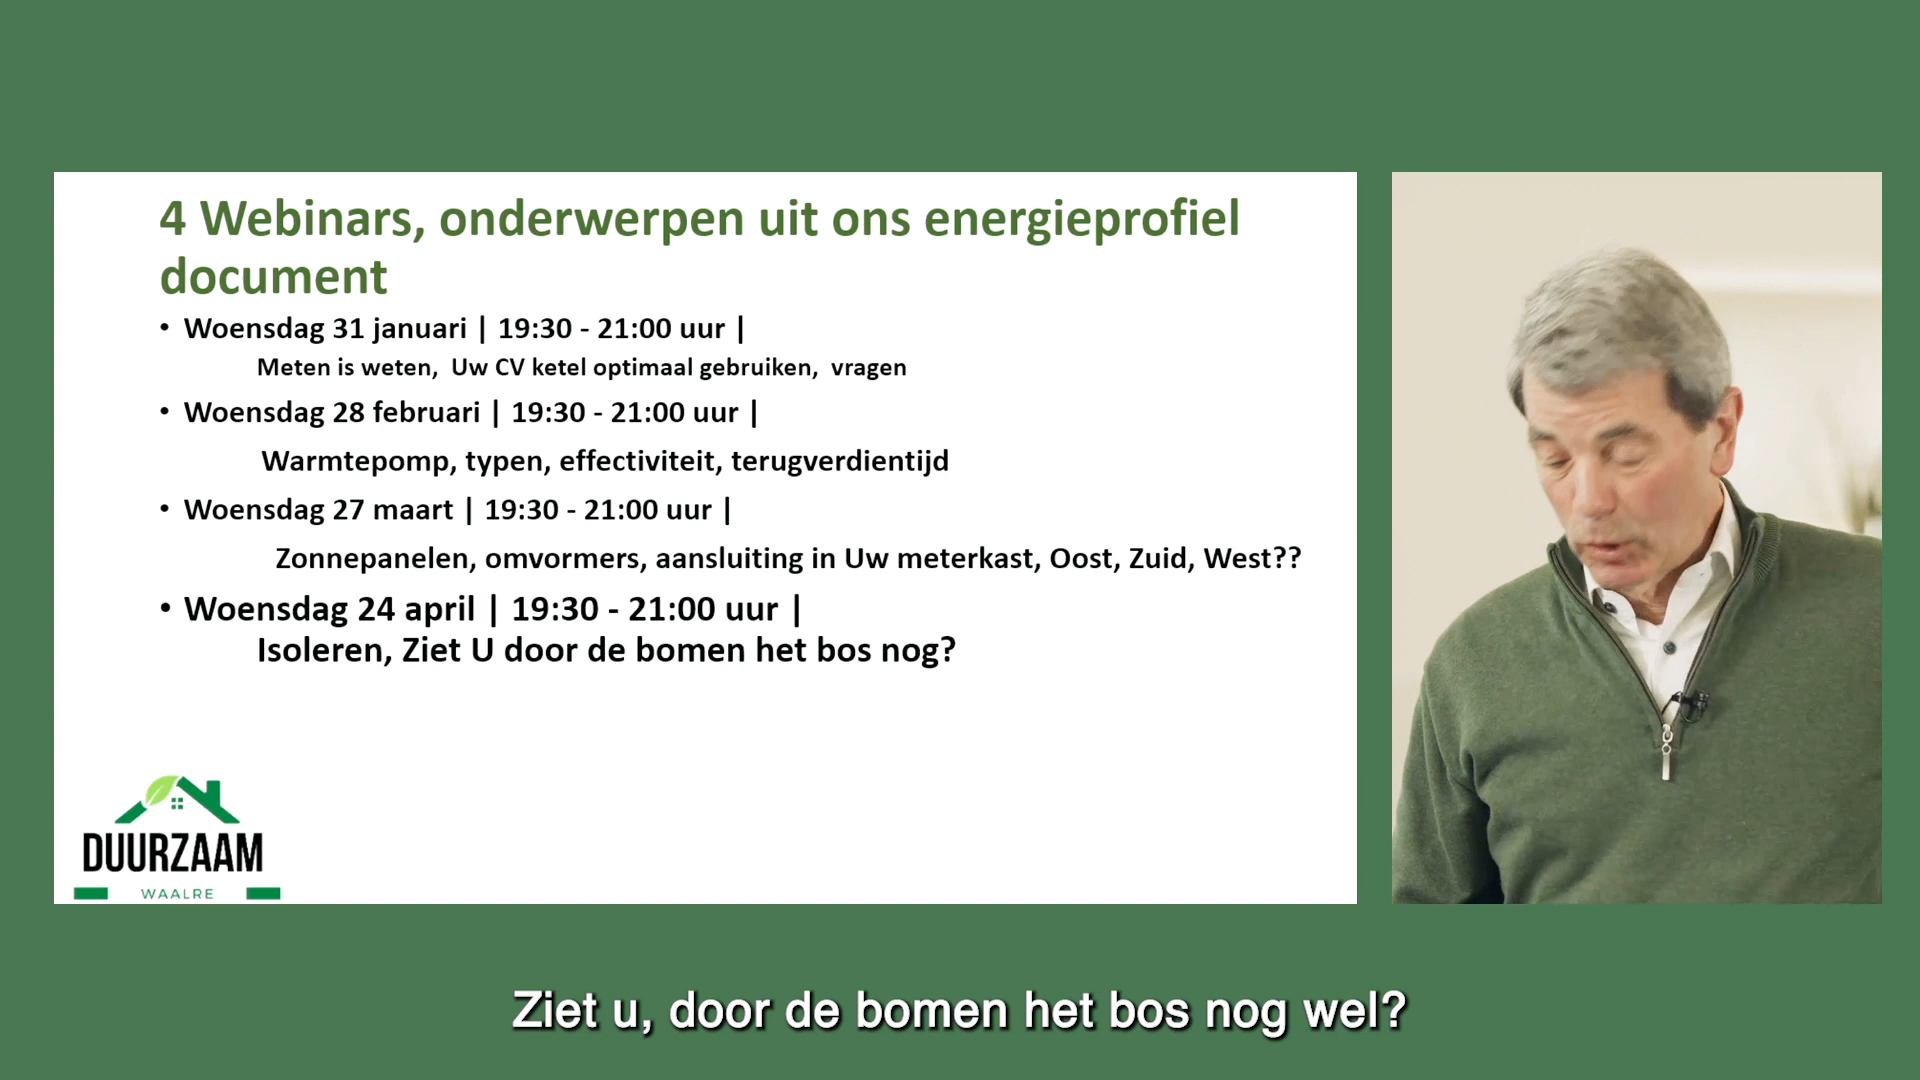 4 Webinars, onderwerpen uit ons energieprofiel
document
• Woensdag 31 januari | 19:30 - 21:00 uur |
Meten is weten, Uw CV ketel optimaal gebruiken, vragen
• Woensdag 28 februari | 19:30 - 21:00 uur |
Warmtepomp, typen, effectiviteit, terugverdientijd
• Woensdag 27 maart | 19:30 - 21:00 uur |
Zonnepanelen, omvormers, aansluiting in Uw meterkast, Oost, Zuid, West??
• Woensdag 24 april | 19:30 - 21:00 uur |
Isoleren, Ziet U door de bomen het bos nog?
DUURZAAM
WAALRE
Ziet u, door de bomen het bos nog wel?